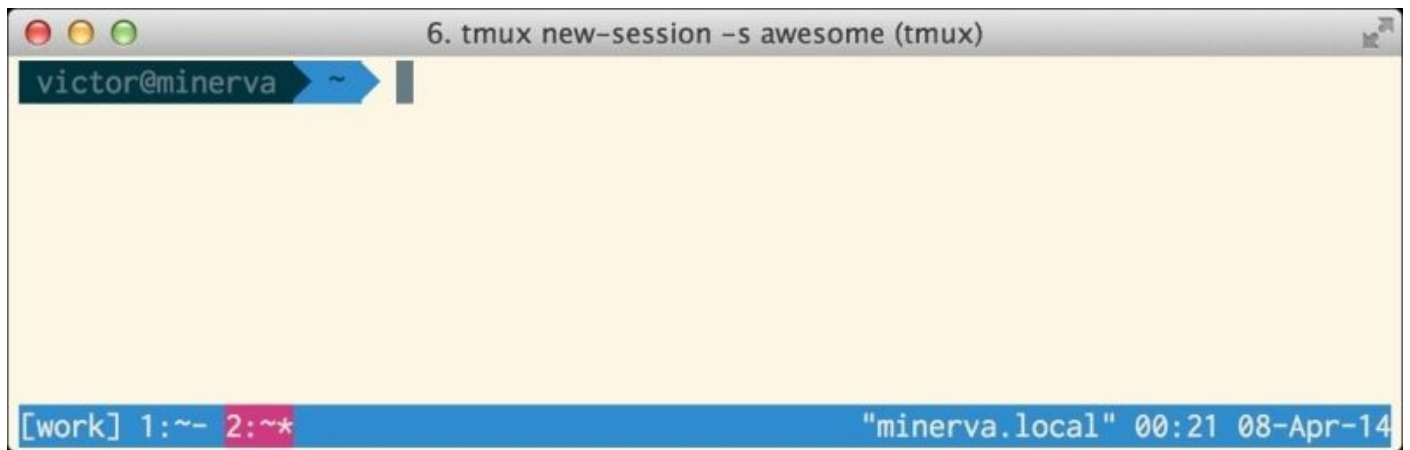 6. tmux new-session -s awesome (tmux)
victor@minerva ~
[work] 1:~- 2:~* "minerva.local" 00:21 08-Apr-14